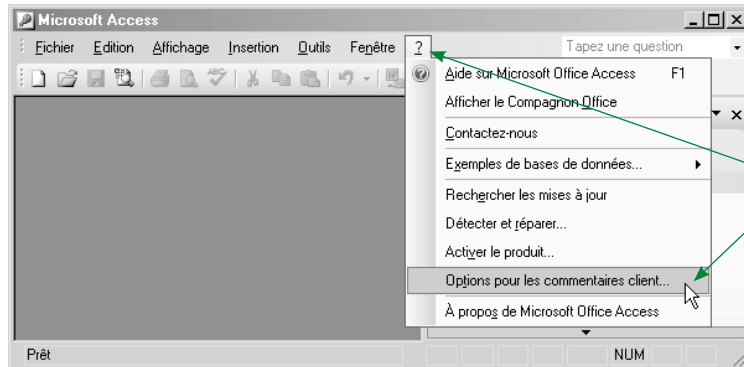 Microsoft Access
Fichier Edition Affichage Insertion Outils Fenêtre ? Tapez une question
Aide sur Microsoft Office Access F1
Afficher le Compagnon Office
Contactez-nous
Exemples de bases de données...
Rechercher les mises à jour
Détecter et réparer...
Activer le produit...
Options pour les commentaires client...
À propos de Microsoft Office Access
Prêt NUM